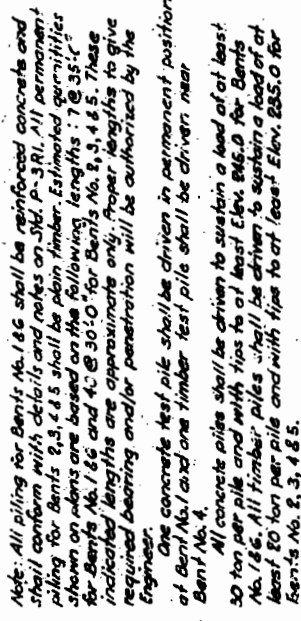 Note: All piling for Bents No. 1 & 6 shall be reinforced concrete and
shall conform with details and notes on Std. P-3 R1. All permanent
piling for Bents 2, 3, 4 & 5 shall be plain timber. Estimated quantities
shown on plans are based on the following lengths: 7 @ 35'-0"
for Bents No. 1 & 6 and 40 @ 30'-0" for Bents No. 2, 3, 4 & 5. These
indicated lengths are approximate only. Proper lengths to give
required bearing and/or penetration will be authorized by the
Engineer.
One concrete test pile shall be driven in permanent position
at Bent No. 1 and one timber test pile shall be driven near
Bent No. 4.
All concrete piles shall be driven to sustain a load of at least
30 ton per pile and with tips to at least Elev. 245.0 for Bents
No. 1 & 6. All timber piles shall be driven to sustain a load of at
least 20 ton per pile and with tips to at least Elev. 235.0 for
Bents No. 2, 3, 4 & 5.